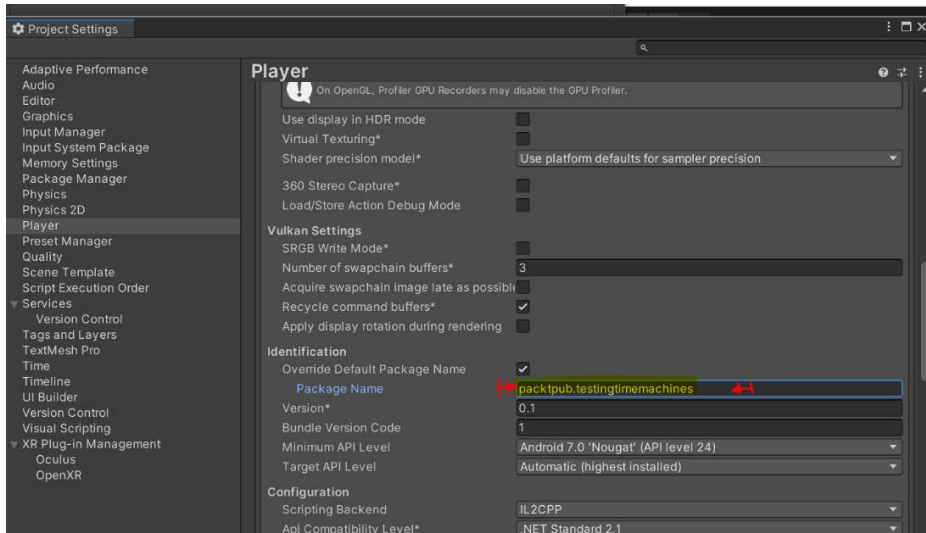 Project Settings
Adaptive Performance
Audio
Editor
Graphics
Input Manager
Input System Package
Memory Settings
Package Manager
Physics
Physics 2D
Player
Preset Manager
Quality
Scene Template
Script Execution Order
Services
Version Control
Tags and Layers
TextMesh Pro
Time
Timeline
UI Builder
Version Control
Visual Scripting
XR Plug-in Management
Oculus
OpenXR
Player
On OpenGL, Profiler GPU Recorders may disable the GPU Profiler.
Use display in HDR mode
Virtual Texturing*
Shader precision model* Use platform defaults for sampler precision
360 Stereo Capture*
Load/Store Action Debug Mode
Vulkan Settings
SRGB Write Mode*
Number of swapchain buffers* 3
Acquire swapchain image late as possible
Recycle command buffers*
Apply display rotation during rendering
Identification
Override Default Package Name
Package Name packtpub.testingtimemachines
Version* 0.1
Bundle Version Code 1
Minimum API Level Android 7.0 'Nougat' (API level 24)
Target API Level Automatic (highest installed)
Configuration
Scripting Backend IL2CPP
Api Compatibility Level* .NET Standard 2.1